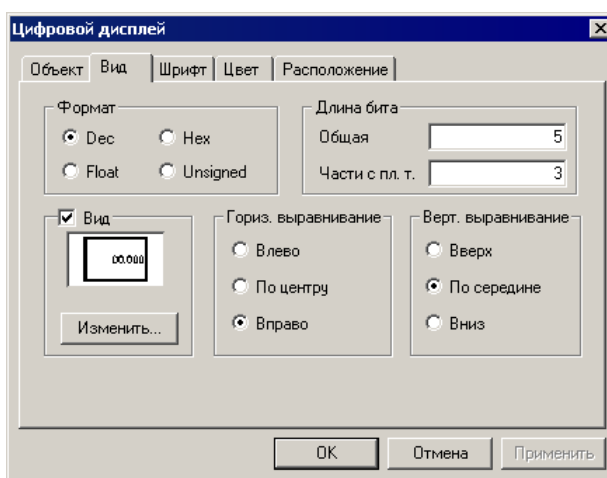 Цифровой дисплей
Объект Вид Шрифт Цвет Расположение
Формат
Dec Hex
Float Unsigned
Длина бита
Общая 5
Части с пл. т. 3
Вид
00.000
Изменить...
Гориз. выравнивание
Влево
По центру
Вправо
Верт. выравнивание
Вверх
По середине
Вниз
OK Отмена Применить